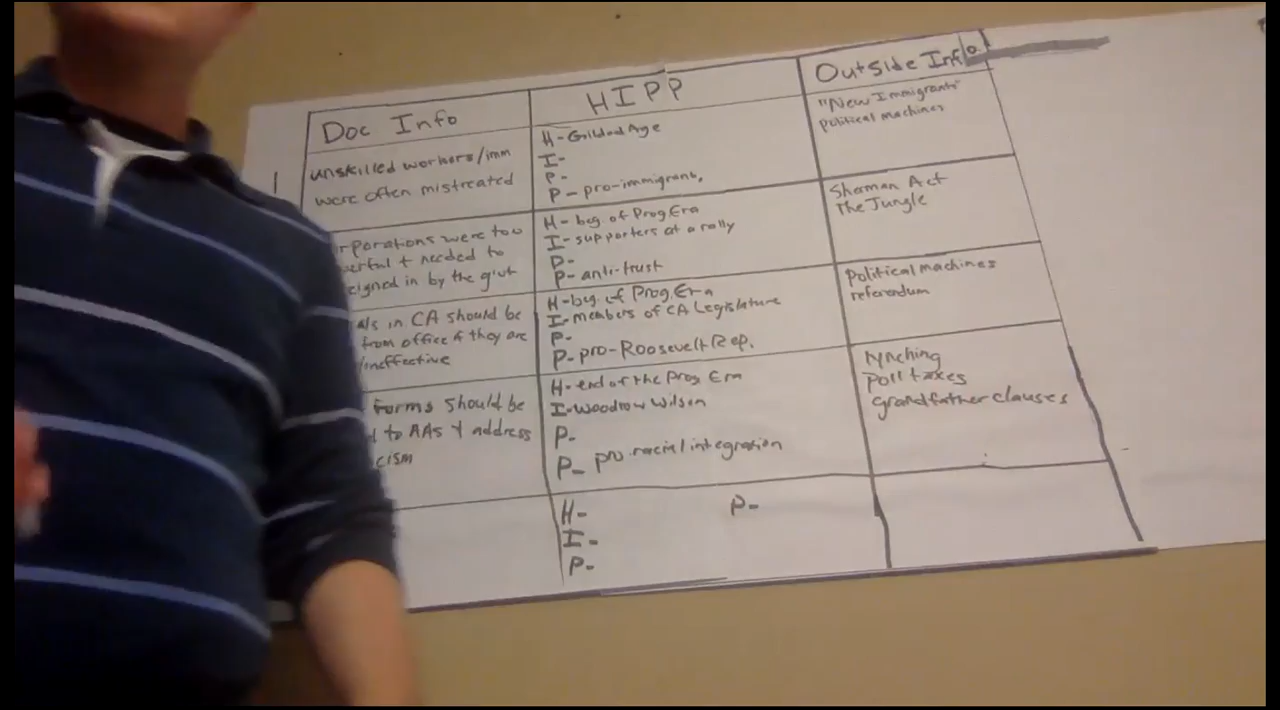 Doc Info
HIPP
Outside Info
1
unskilled workers/imm
were often mistreated
H- Gilded Age
I-
P-
P- pro-immigrant,
"New Immigrants"
political machines
rporations were too
erful + needed to
eigned in by the gvt
H- beg. of Prog Era
I- supporters at a rally
P-
P- anti-trust
Sherman Act
The Jungle
als in CA should be
from office if they are
/ineffective
H- beg. of Prog. Era
I- members of CA Legislature
P-
P- pro-Roosevelt Rep.
Political machines
referendum
forms should be
to AAs + address
cism
H- end of the Prog Era
I- Woodrow Wilson
P-
P- pro-racial integration
lynching
Poll taxes
grandfather clauses
H-
I-
P-
P-